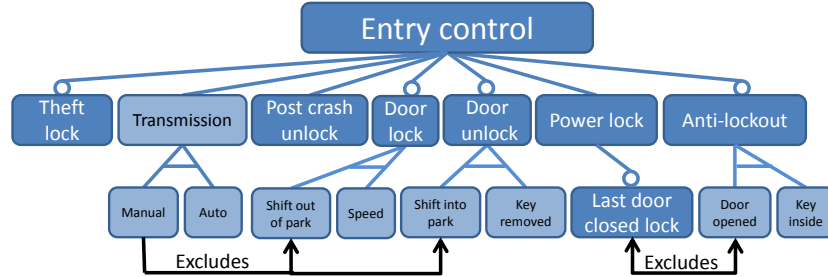 Entry control
Theft
lock
Transmission
Post crash
unlock
Door
lock
Door
unlock
Power lock
Anti-lockout
Manual
Auto
Shift out
of park
Speed
Shift into
park
Key
removed
Last door
closed lock
Door
opened
Key
inside
Excludes
Excludes